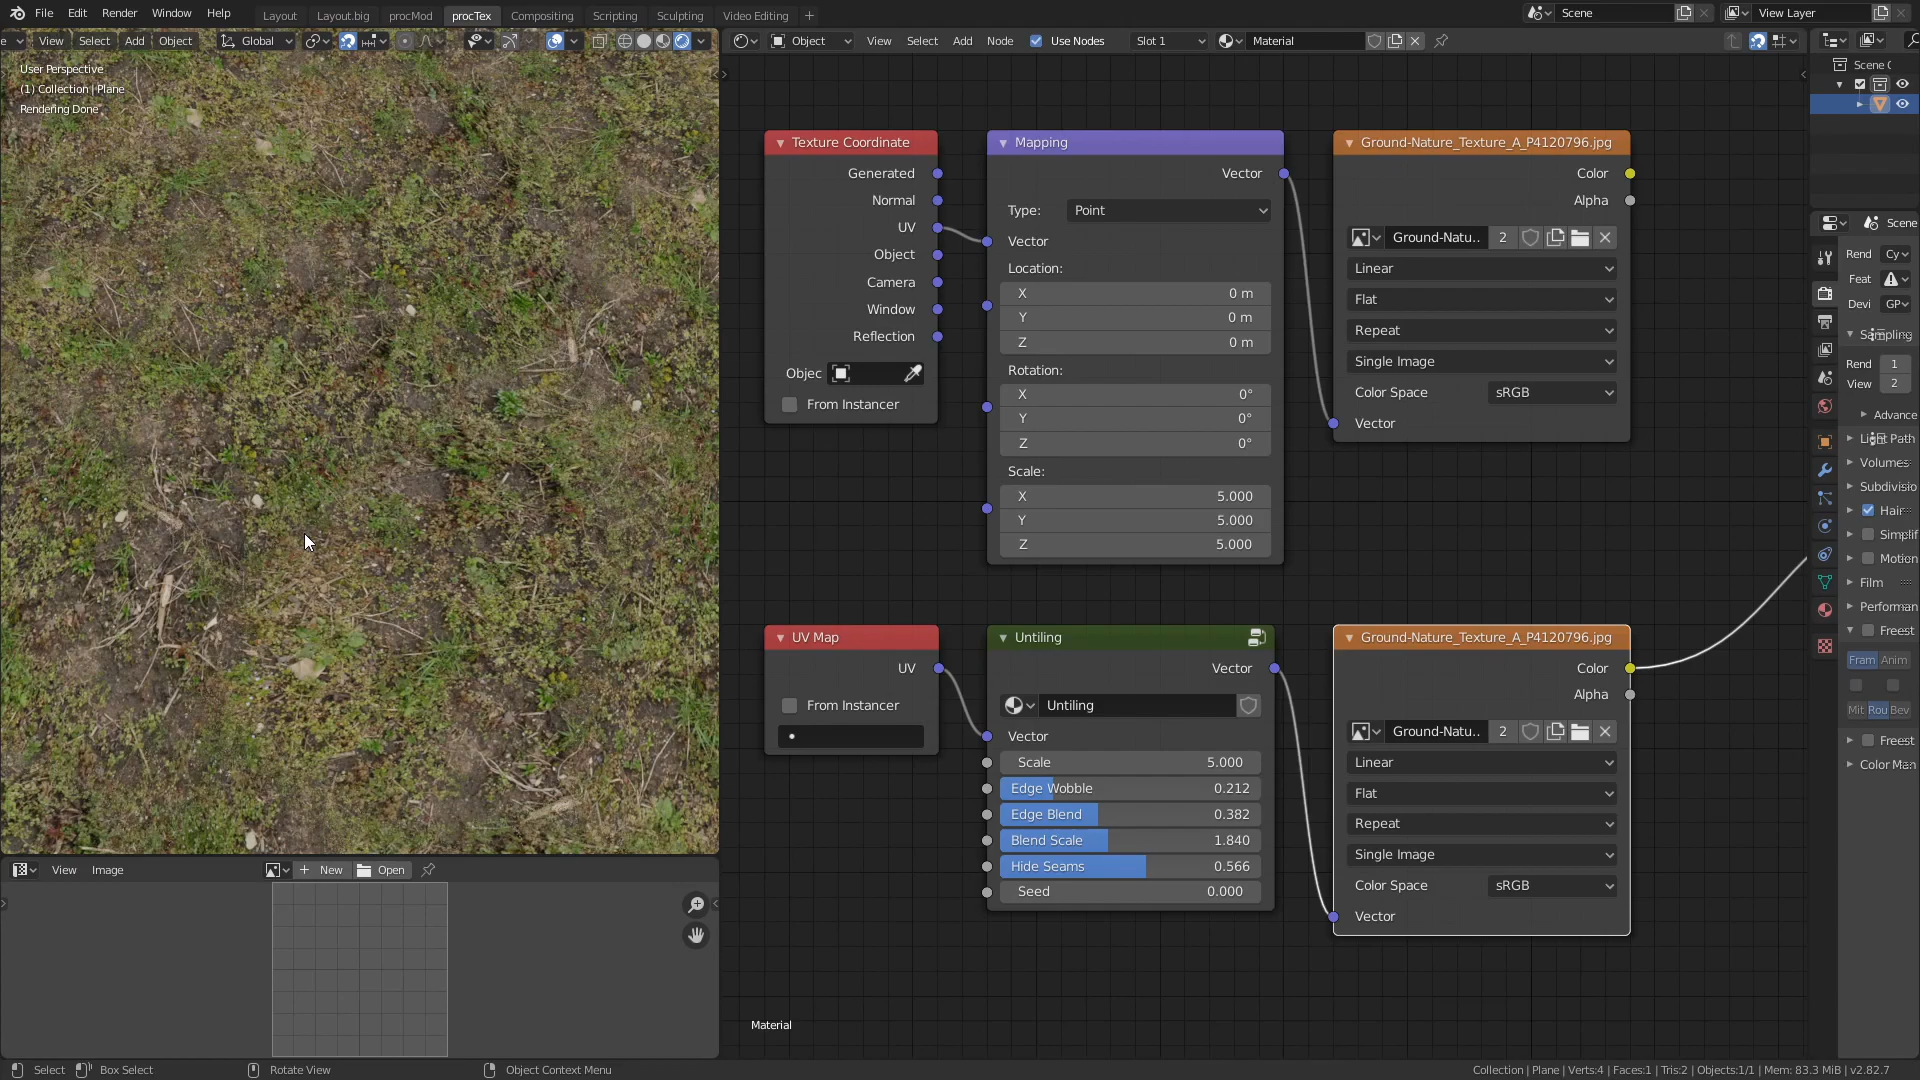 File Edit Render Window Help Layout Layout.big procMod procTex Compositing Scripting Sculpting Video Editing + Scene View Layer
View Select Add Object Global Object View Select Add Node Use Nodes Slot 1 Material
User Perspective
(1) Collection | Plane
Rendering Done
Texture Coordinate
Generated
Normal
UV
Object
Camera
Window
Reflection
Objec
From Instancer
Mapping
Vector
Type: Point
Vector
Location:
X 0 m
Y 0 m
Z 0 m
Rotation:
X 0°
Y 0°
Z 0°
Scale:
X 5.000
Y 5.000
Z 5.000
Ground-Nature_Texture_A_P4120796.jpg
Color
Alpha
Ground-Natu.. 2
Linear
Flat
Repeat
Single Image
Color Space sRGB
Vector
UV Map
UV
From Instancer
Untiling
Vector
Untiling
Vector
Scale 5.000
Edge Wobble 0.212
Edge Blend 0.382
Blend Scale 1.840
Hide Seams 0.566
Seed 0.000
Ground-Nature_Texture_A_P4120796.jpg
Color
Alpha
Ground-Natu.. 2
Linear
Flat
Repeat
Single Image
Color Space sRGB
Vector
Material
Scene C
Scene
Rend Cy
Feat
Devi GP
Sampling
Rend 1
View 2
Advance
Light Path
Volumes
Subdivisio
Hair
Simplif
Motion
Film
Performan
Freest
Fram Anim
Mit Rou Bev
Freest
Color Man
View Image + New Open
Select Box Select Rotate View Object Context Menu Collection | Plane | Verts:4 | Faces:1 | Tris:2 | Objects:1/1 | Mem: 83.3 MiB | v2.82.7